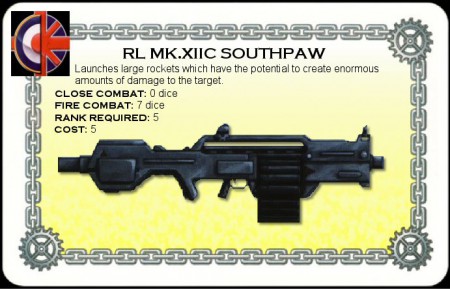 RL MK.XIIC SOUTHPAW
Launches large rockets which have the potential to create enormous
amounts of damage to the target.
CLOSE COMBAT: 0 dice
FIRE COMBAT: 7 dice
RANK REQUIRED: 5
COST: 5